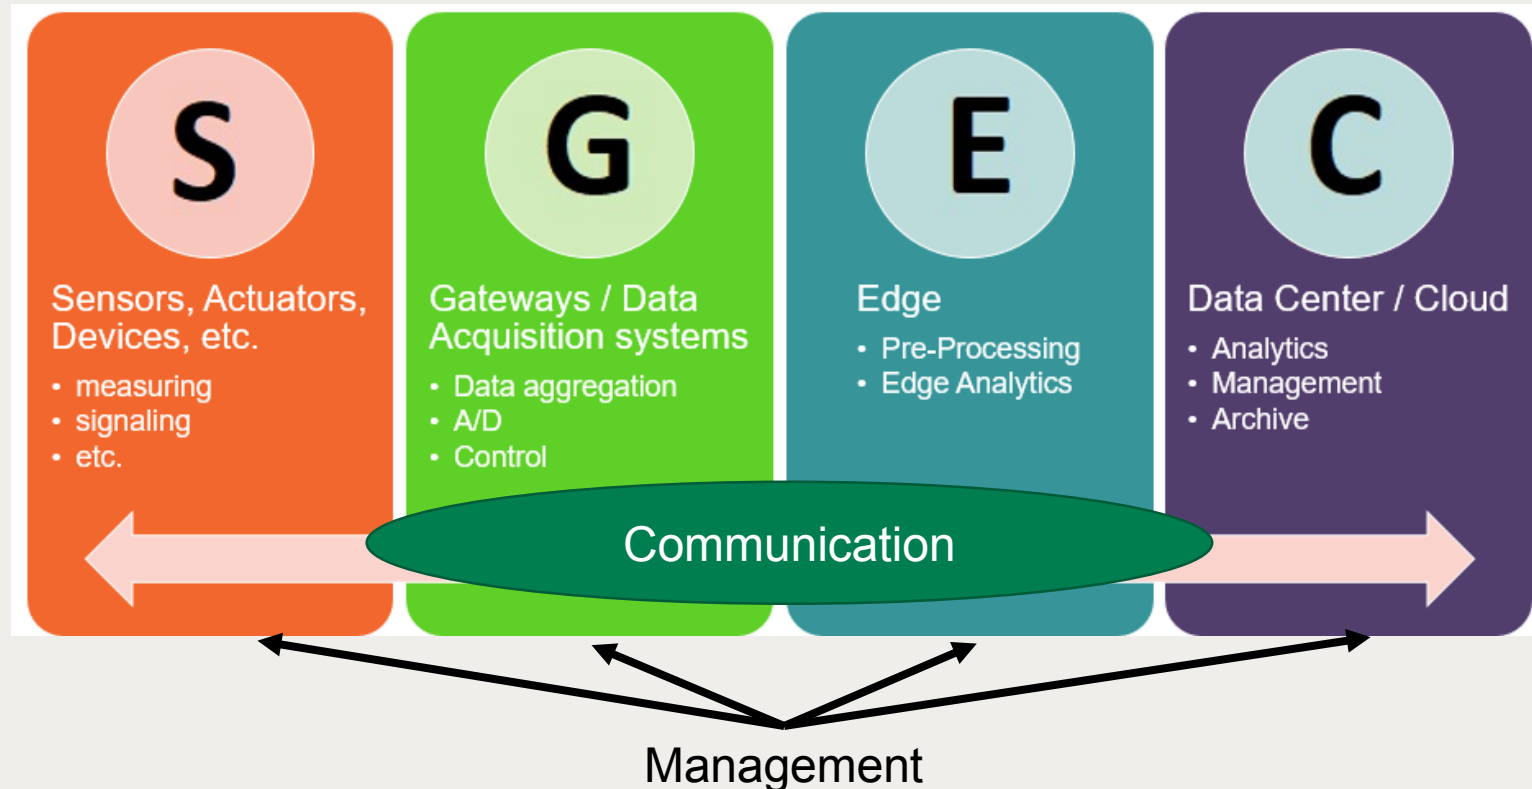 S
Sensors, Actuators,
Devices, etc.
• measuring
• signaling
• etc.
G
Gateways / Data
Acquisition systems
• Data aggregation
• A/D
• Control
E
Edge
• Pre-Processing
• Edge Analytics
C
Data Center / Cloud
• Analytics
• Management
• Archive
Communication
Management